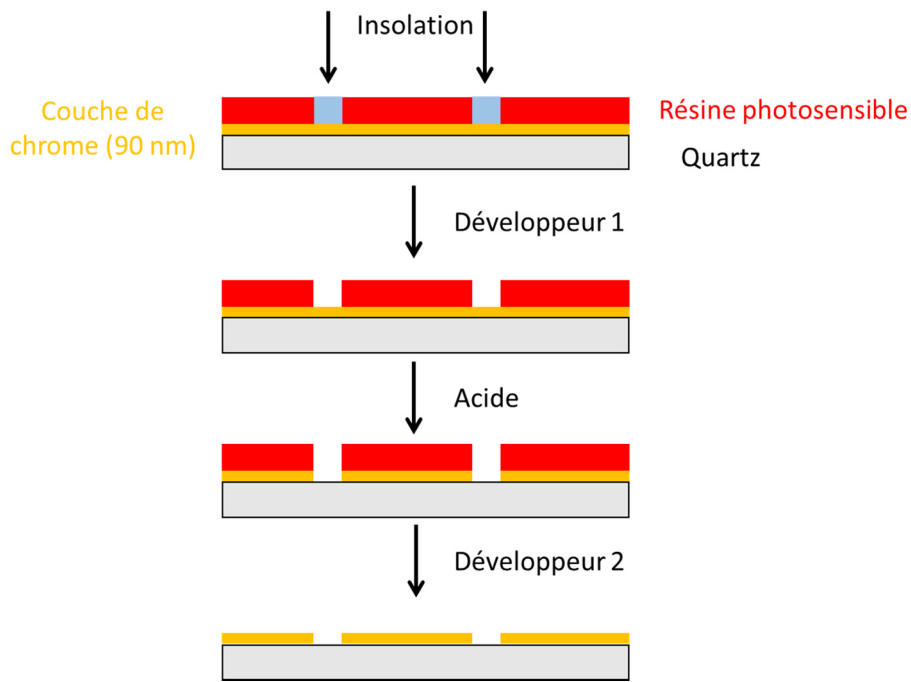 Insolation
Couche de
chrome (90 nm)
Résine photosensible
Quartz
Développeur 1
Acide
Développeur 2